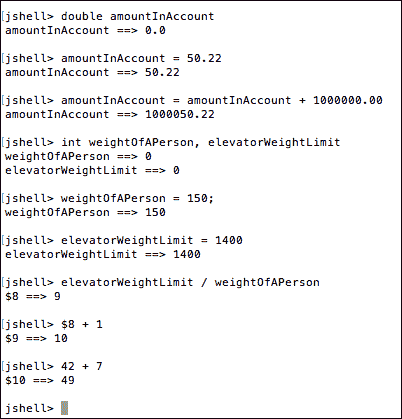 [jshell> double amountInAccount
amountInAccount ==> 0.0
[jshell> amountInAccount = 50.22
amountInAccount ==> 50.22
[jshell> amountInAccount = amountInAccount + 1000000.00
amountInAccount ==> 1000050.22
[jshell> int weightOfAPerson, elevatorWeightLimit
weightOfAPerson ==> 0
elevatorWeightLimit ==> 0
[jshell> weightOfAPerson = 150;
weightOfAPerson ==> 150
[jshell> elevatorWeightLimit = 1400
elevatorWeightLimit ==> 1400
[jshell> elevatorWeightLimit / weightOfAPerson
$8 ==> 9
[jshell> $8 + 1
$9 ==> 10
[jshell> 42 + 7
$10 ==> 49
jshell>